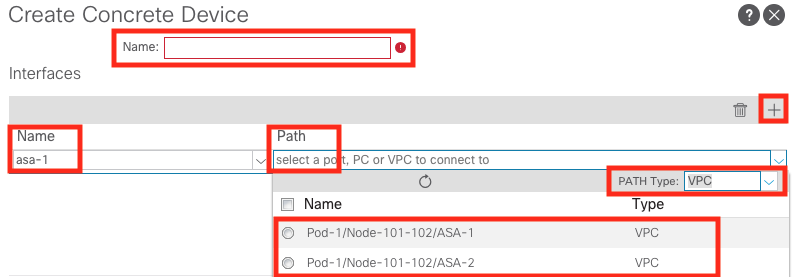 Create Concrete Device
Name:
Interfaces
Name Path
asa-1 select a port, PC or VPC to connect to
PATH Type: VPC
Name Type
Pod-1/Node-101-102/ASA-1 VPC
Pod-1/Node-101-102/ASA-2 VPC